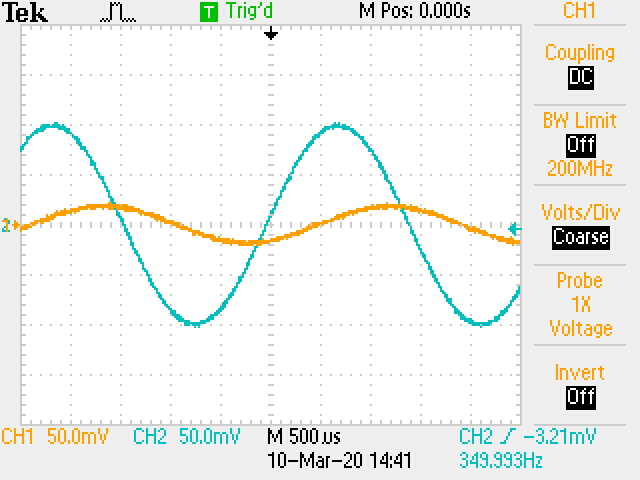 Tek T Trig'd M Pos: 0.000s CH1
Coupling
DC
BW Limit
Off
200MHz
Volts/Div
Coarse
Probe
1X
Voltage
Invert
Off
2
CH1 50.0mV CH2 50.0mV M 500µs CH2 -3.21mV
10-Mar-20 14:41 349.993Hz